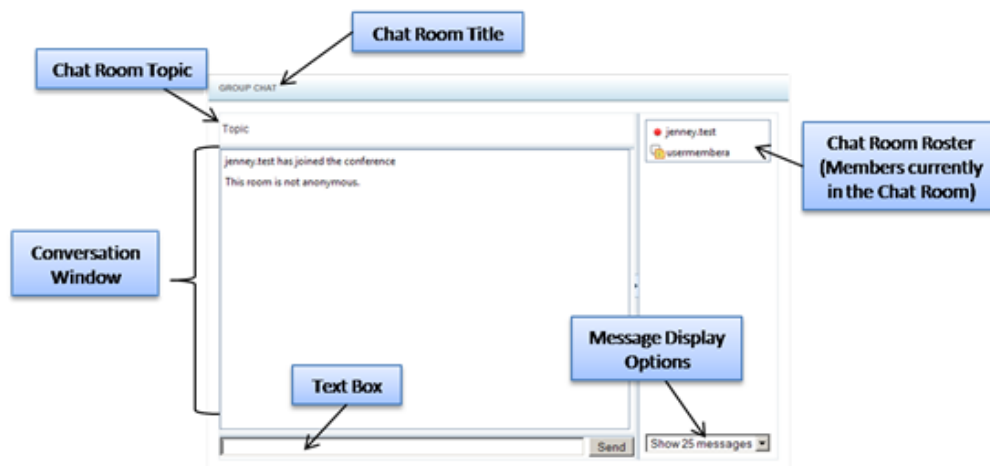 Chat Room Title
Chat Room Topic
GROUP CHAT
Topic
jenney.test
usermembera
jenney.test has joined the conference
This room is not anonymous.
Chat Room Roster
(Members currently
in the Chat Room)
Conversation
Window
Message Display
Options
Text Box
Send
Show 25 messages